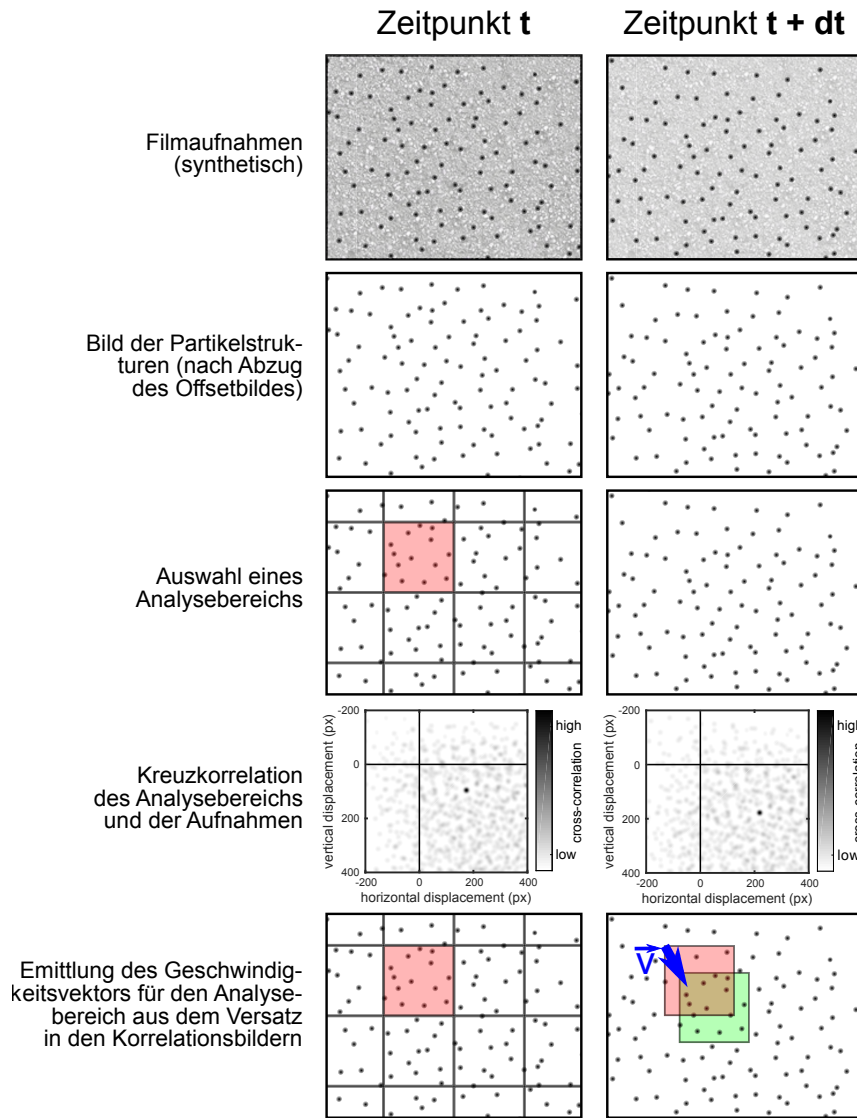 Zeitpunkt t
Zeitpunkt t + dt
Filmaufnahmen
(synthetisch)
Bild der Partikelstruk-
turen (nach Abzug
des Offsetbildes)
Auswahl eines
Analysebereichs
Kreuzkorrelation
des Analysebereichs
und der Aufnahmen
-200
0
200
400
vertical displacement (px)
-200
0
200
400
horizontal displacement (px)
high
low
cross-correlation
-200
0
200
400
vertical displacement (px)
-200
0
200
400
horizontal displacement (px)
high
low
cross-correlation
Emittlung des Geschwindig-
keitsvektors für den Analyse-
bereich aus dem Versatz
in den Korrelationsbildern
V